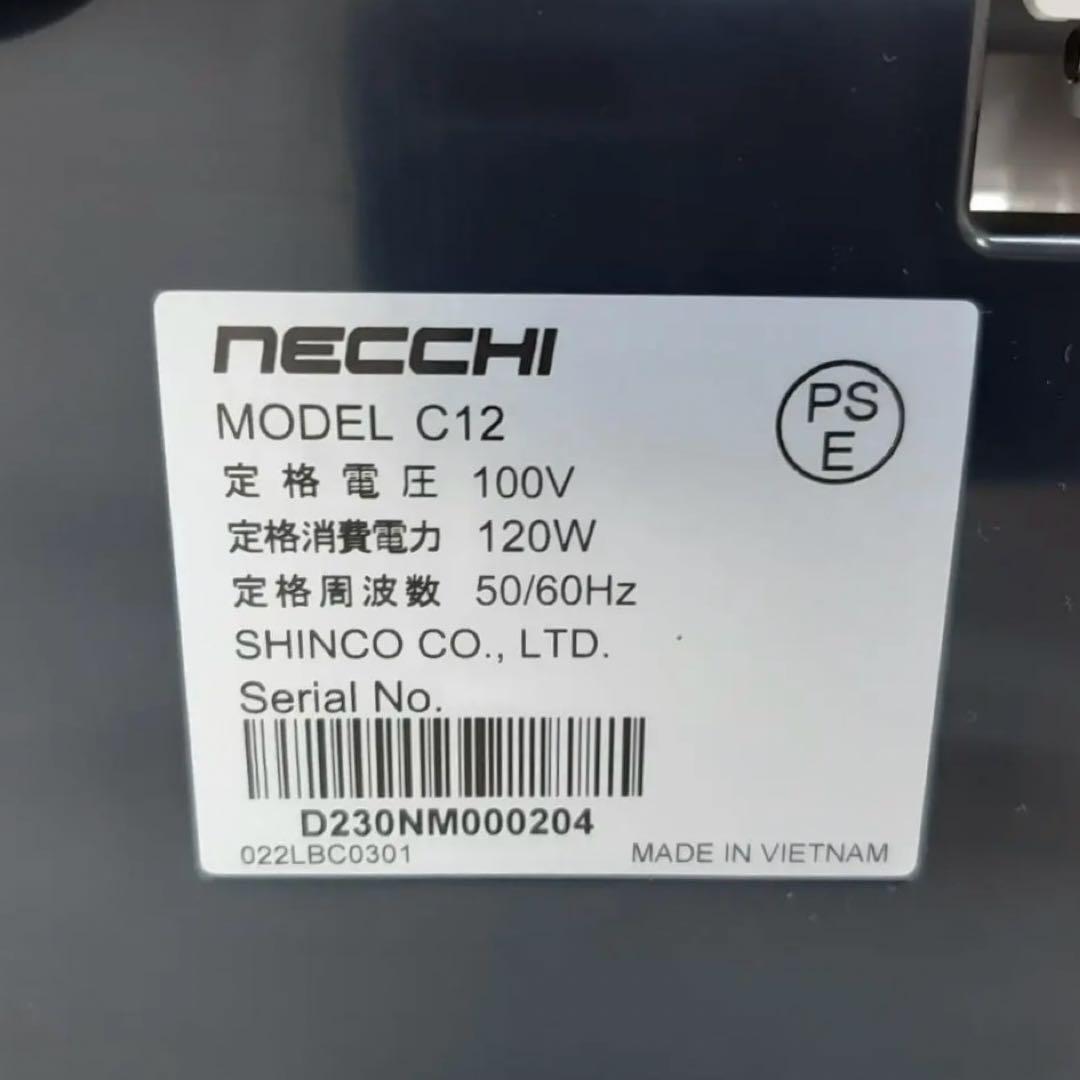 NECCHI
MODEL C12
PS
E
定格電圧 100V
定格消費電力 120W
定格周波数 50/60Hz
SHINCO CO., LTD.
Serial No.
D230NM000204
022LBC0301
MADE IN VIETNAM